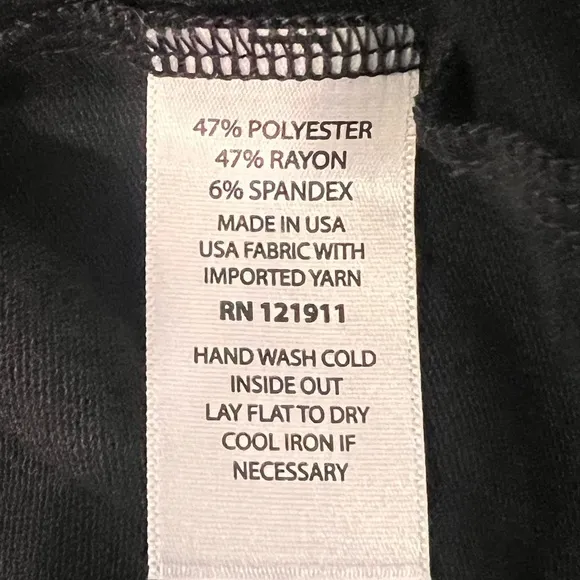 47% POLYESTER
47% RAYON
6% SPANDEX
MADE IN USA
USA FABRIC WITH
IMPORTED YARN
RN 121911
HAND WASH COLD
INSIDE OUT
LAY FLAT TO DRY
COOL IRON IF
NECESSARY